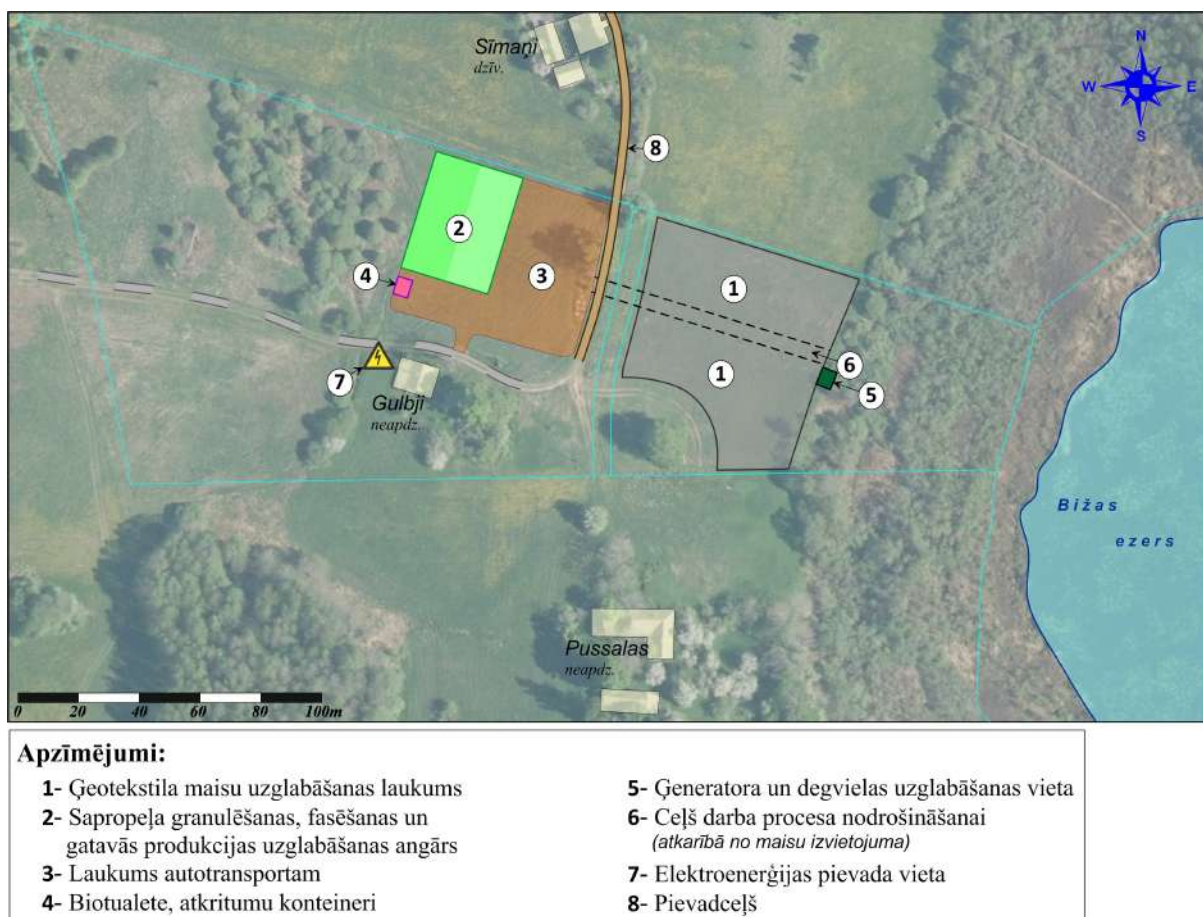 Sīmaņi
dzīv.
N
W
E
S
8
2
1
4
3
6
1
7
5
Gulbji
neapdz.
Bižas
ezers
Pussalas
neapdz.
0 20 40 60 80 100m
Apzīmējumi:
1- Ģeotekstila maisu uzglabāšanas laukums
2- Sapropeļa granulēšanas, fasēšanas un
gatavās produkcijas uzglabāšanas angārs
3- Laukums autotransportam
4- Biotualete, atkritumu konteineri
5- Ģeneratora un degvielas uzglabāšanas vieta
6- Ceļš darba procesa nodrošināšanai
(atkarībā no maisu izvietojuma)
7- Elektroenerģijas pievada vieta
8- Pievadceļš